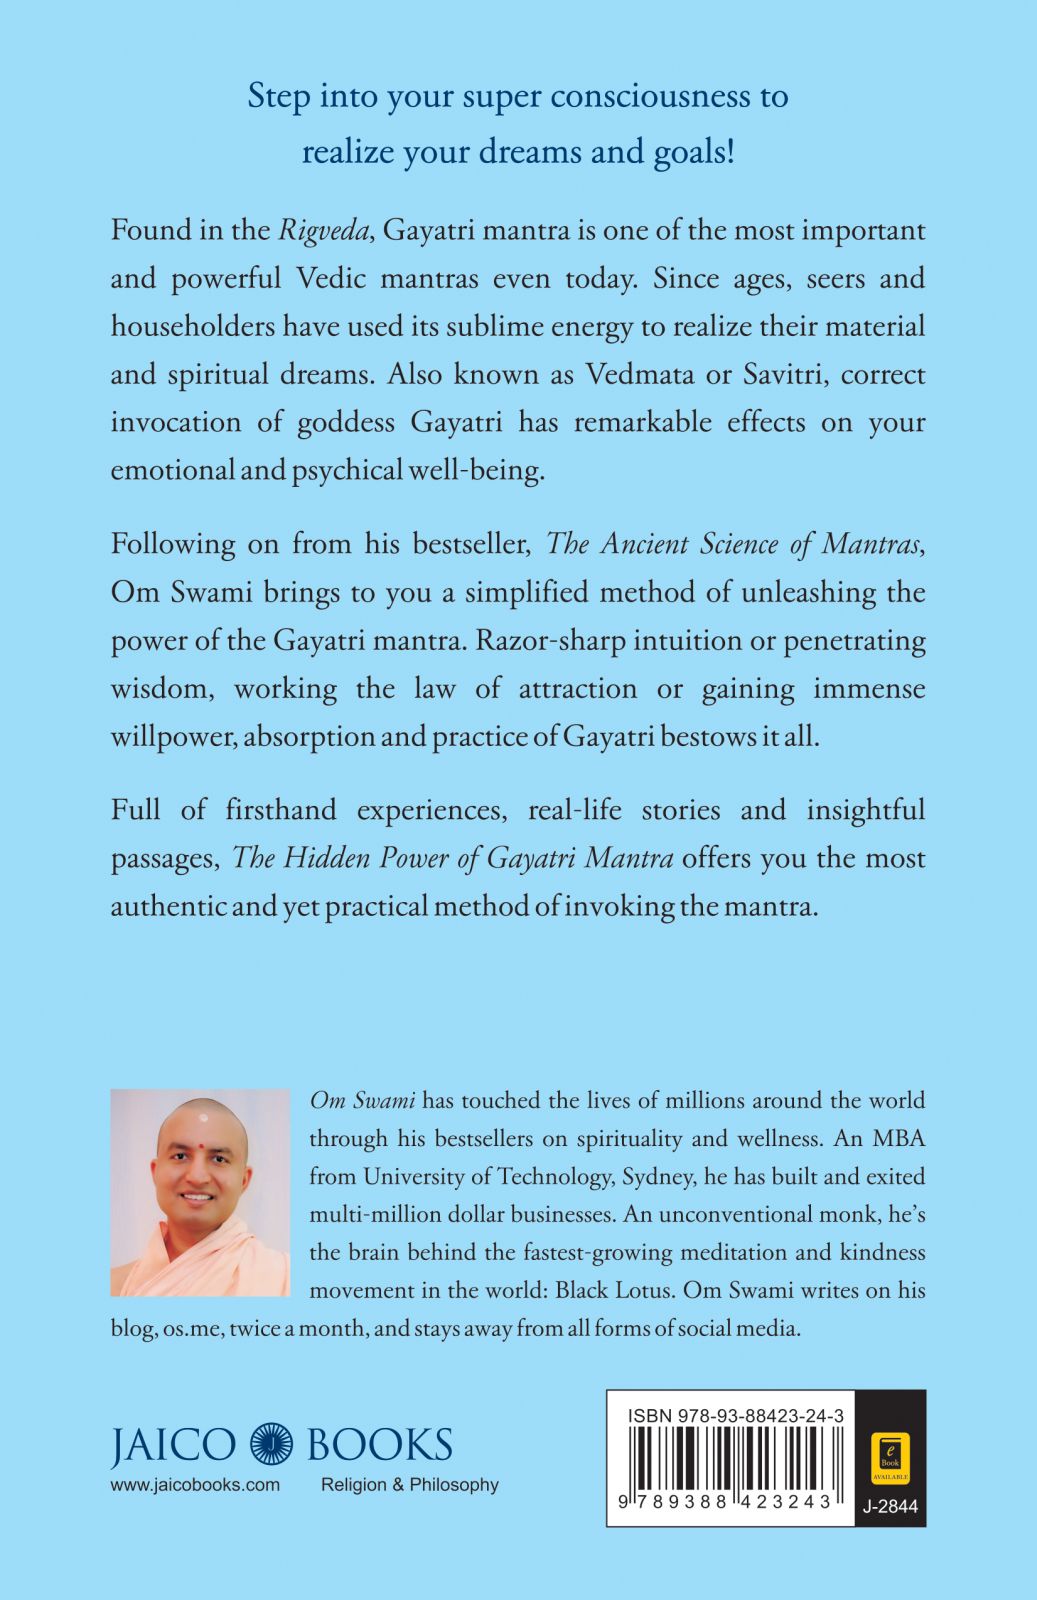 Step into your super consciousness to
realize your dreams and goals!
Found in the Rigveda, Gayatri mantra is one of the most important
and powerful Vedic mantras even today. Since ages, seers and
householders have used its sublime energy to realize their material
and spiritual dreams. Also known as Vedmata or Savitri, correct
invocation of goddess Gayatri has remarkable effects on your
emotional and psychical well-being.
Following on from his bestseller, The Ancient Science of Mantras,
Om Swami brings to you a simplified method of unleashing the
power of the Gayatri mantra. Razor-sharp intuition or penetrating
wisdom, working the law of attraction or gaining immense
willpower, absorption and practice of Gayatri bestows it all.
Full of firsthand experiences, real-life stories and insightful
passages, The Hidden Power of Gayatri Mantra offers you the most
authentic and yet practical method of invoking the mantra.
Om Swami has touched the lives of millions around the world
through his bestsellers on spirituality and wellness. An MBA
from University of Technology, Sydney, he has built and exited
multi-million dollar businesses. An unconventional monk, he's
the brain behind the fastest-growing meditation and kindness
movement in the world: Black Lotus. Om Swami writes on his
blog, os.me, twice a month, and stays away from all forms of social media.
JAICO J BOOKS
www.jaicobooks.com Religion & Philosophy
ISBN 978-93-88423-24-3
9 789388 423243
e
Book
AVAILABLE
J-2844